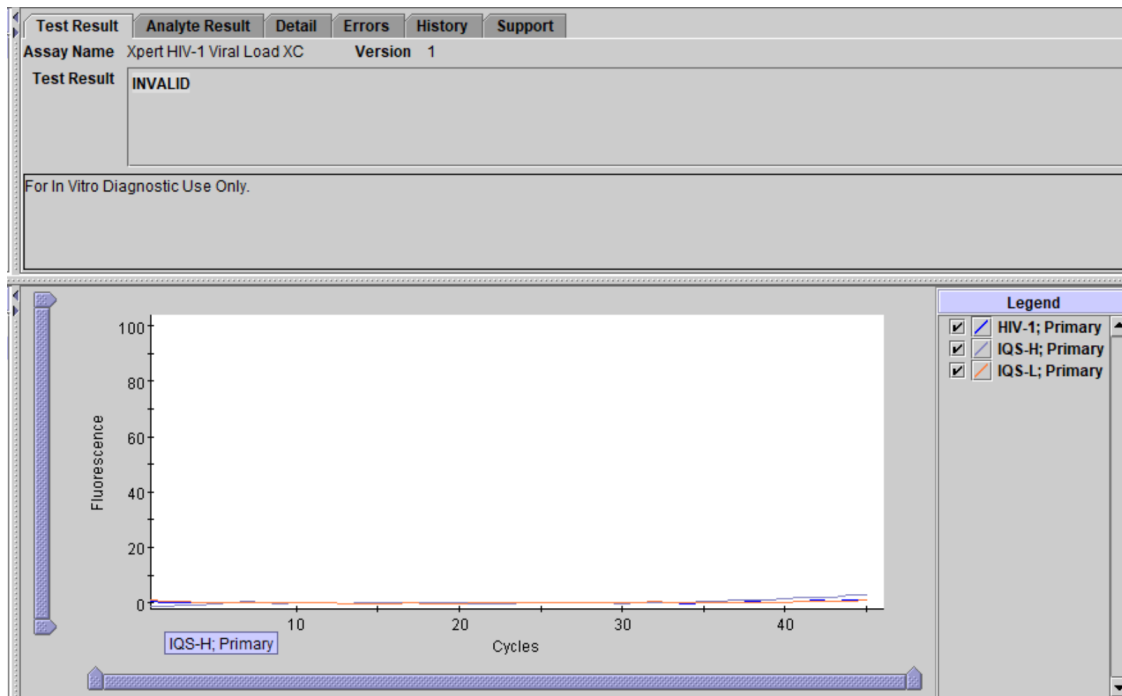 Test Result Analyte Result Detail Errors History Support
Assay Name Xpert HIV-1 Viral Load XC Version 1
Test Result INVALID
For In Vitro Diagnostic Use Only.
Legend
HIV-1; Primary
IQS-H; Primary
IQS-L; Primary
100
80
60
40
20
0
Fluorescence
10 20 30 40
IQS-H; Primary
Cycles